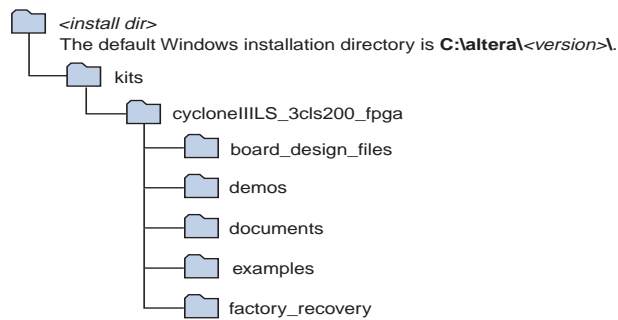 <install dir>
The default Windows installation directory is C:\altera\<version>\.
kits
cycloneIIILS_3cls200_fpga
board_design_files
demos
documents
examples
factory_recovery